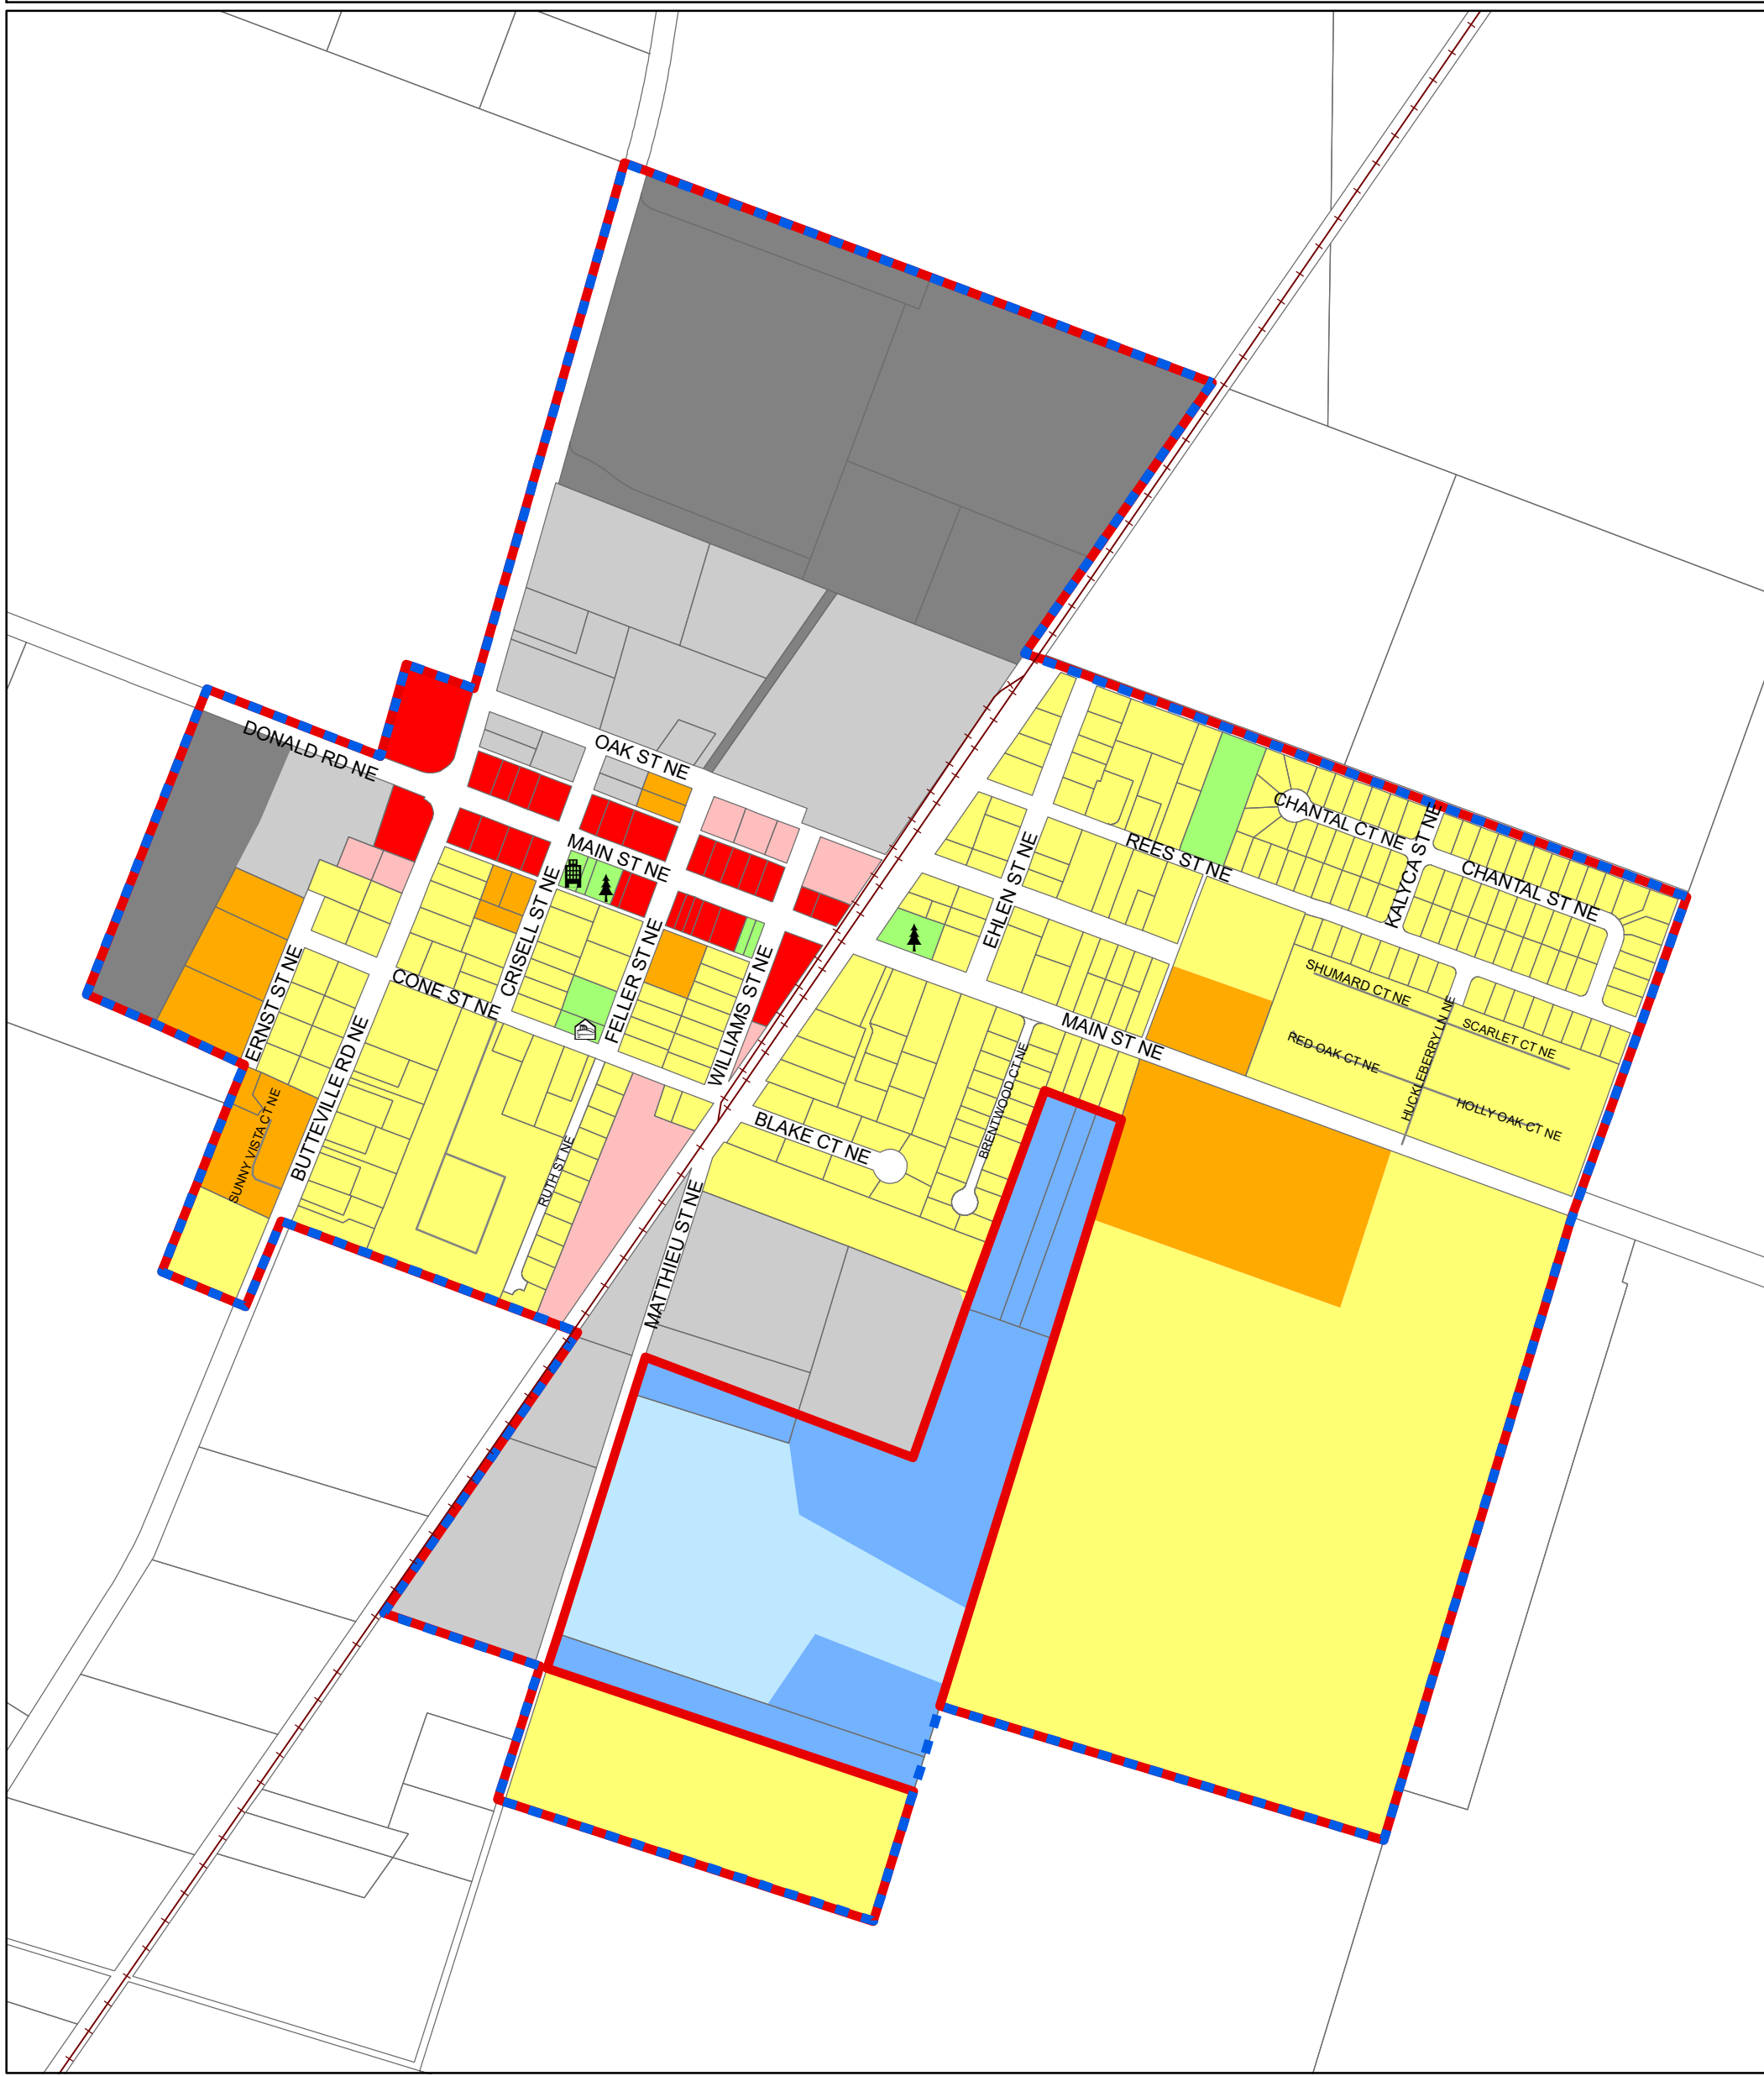 DONALD RD NE
OAK ST NE
MAIN ST NE
CHANTAL CT NE
KALYCA ST NE
REES ST NE
CHANTAL ST NE
EHLEN ST NE
CRISELL ST NE
FELLER ST NE
WILLIAMS ST NE
ERNST ST NE
CONE ST NE
BUTTEVILLE RD NE
SHUMARD CT NE
SCARLET CT NE
MAIN ST NE
RED OAK CT NE
HUCKLEBERRY LN NE
HOLLY OAK CT NE
SUNNY VISTA CT NE
BRENTWOOD CT NE
BLAKE CT NE
RUTH ST NE
MATTHIEU ST NE